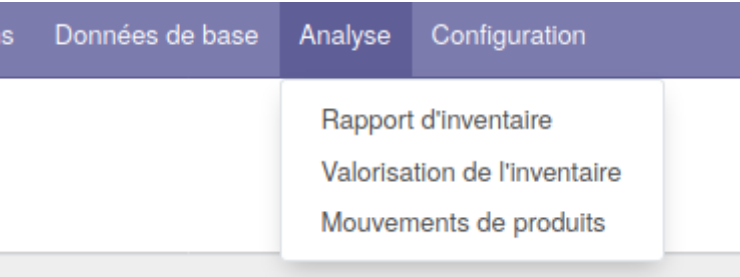 Données de base Analyse Configuration
Rapport d'inventaire
Valorisation de l'inventaire
Mouvements de produits